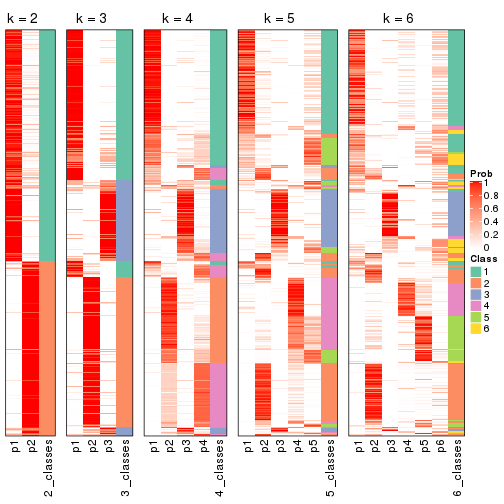 k = 2
k = 3
k = 4
k = 5
k = 6
p1
p2
2_classes
p1
p2
p3
3_classes
p1
p2
p3
p4
4_classes
p1
p2
p3
p4
p5
5_classes
p1
p2
p3
p4
p5
p6
6_classes
Prob
1
0.8
0.6
0.4
0.2
0
Class
1
2
3
4
5
6